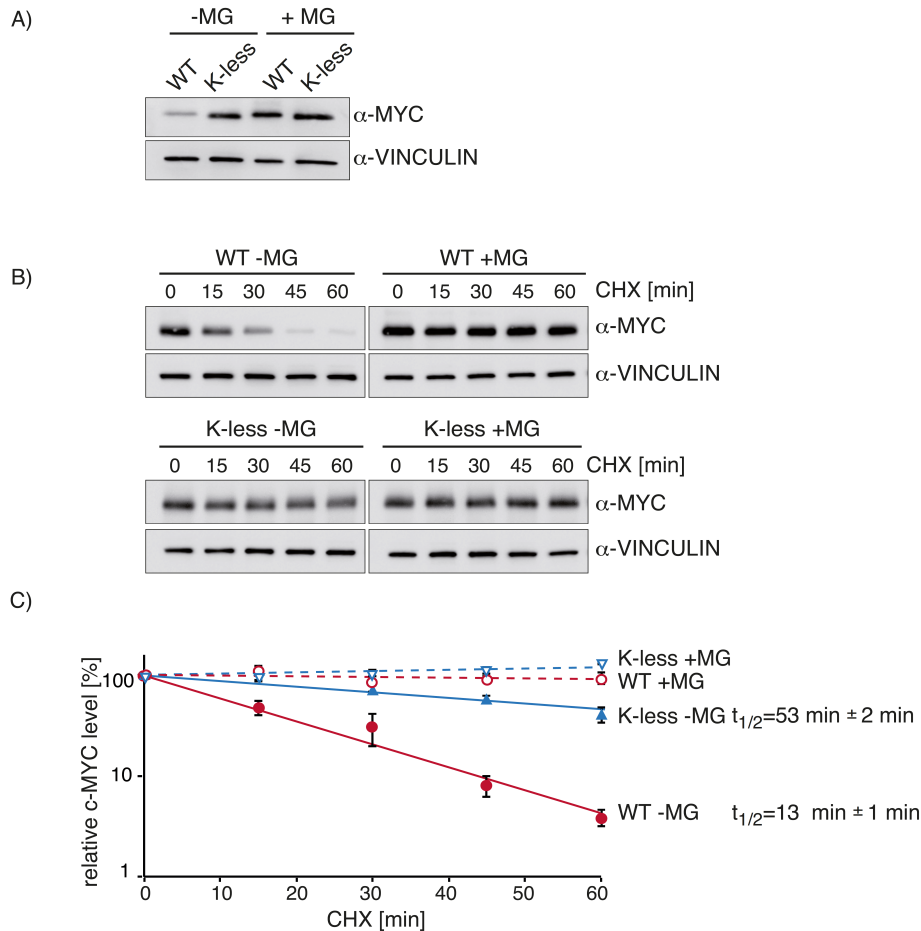 A)
-MG + MG
WT K-less WT K-less
α-MYC
α-VINCULIN
B)
WT -MG WT +MG
0 15 30 45 60 0 15 30 45 60 CHX [min]
α-MYC
α-VINCULIN
K-less -MG K-less +MG
0 15 30 45 60 0 15 30 45 60 CHX [min]
α-MYC
α-VINCULIN
C)
relative c-MYC level [%]
100
10
1
0 10 20 30 40 50 60
CHX [min]
K-less +MG
WT +MG
K-less -MG t1/2=53 min ± 2 min
WT -MG t1/2=13 min ± 1 min